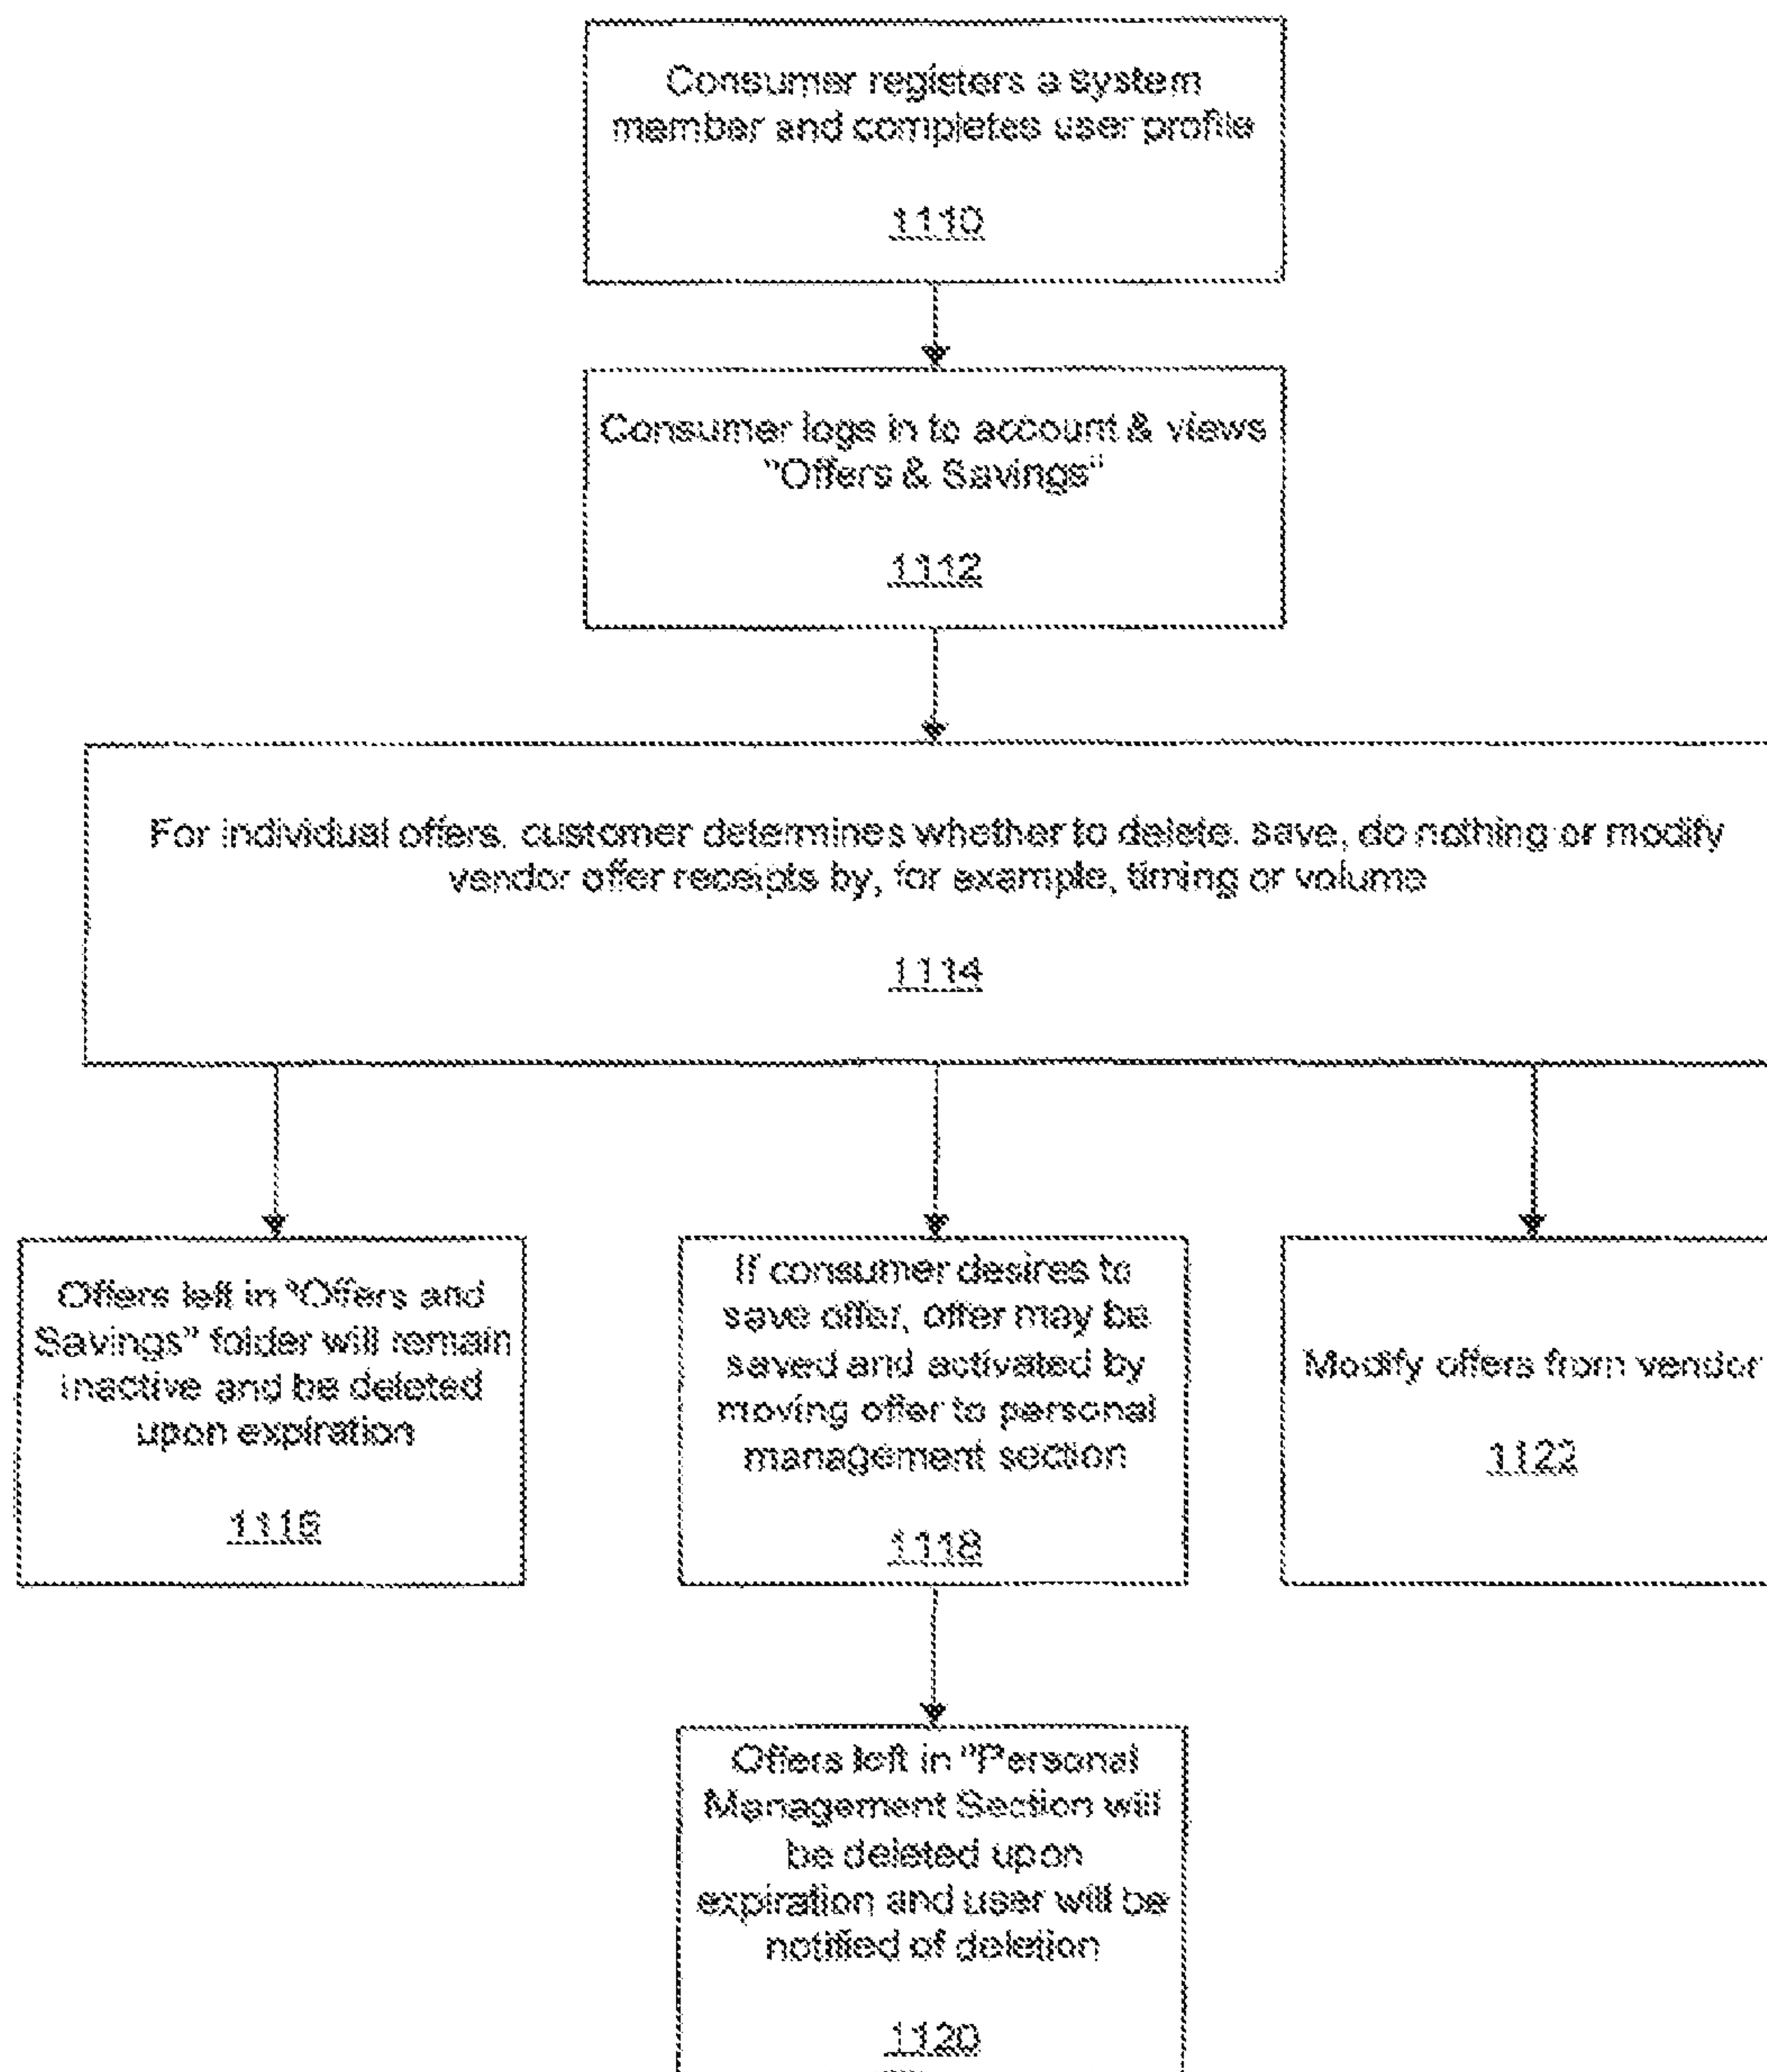 Consumer registers a system
member and completes user profile
1110
Consumer logs in to account & views
"Offers & Savings"
1112
For individual offers, customer determines whether to delete, save, do nothing or modify
vendor offer receipts by, for example, timing or volume
1114
Offers left in "Offers and
Savings" folder will remain
inactive and be deleted
upon expiration
1116
If consumer desires to
save offer, offer may be
saved and activated by
moving offer to personal
management section
1118
Modify offers from vendor
1122
Offers left in "Personal
Management Section will
be deleted upon
expiration and user will be
notified of deletion
1120